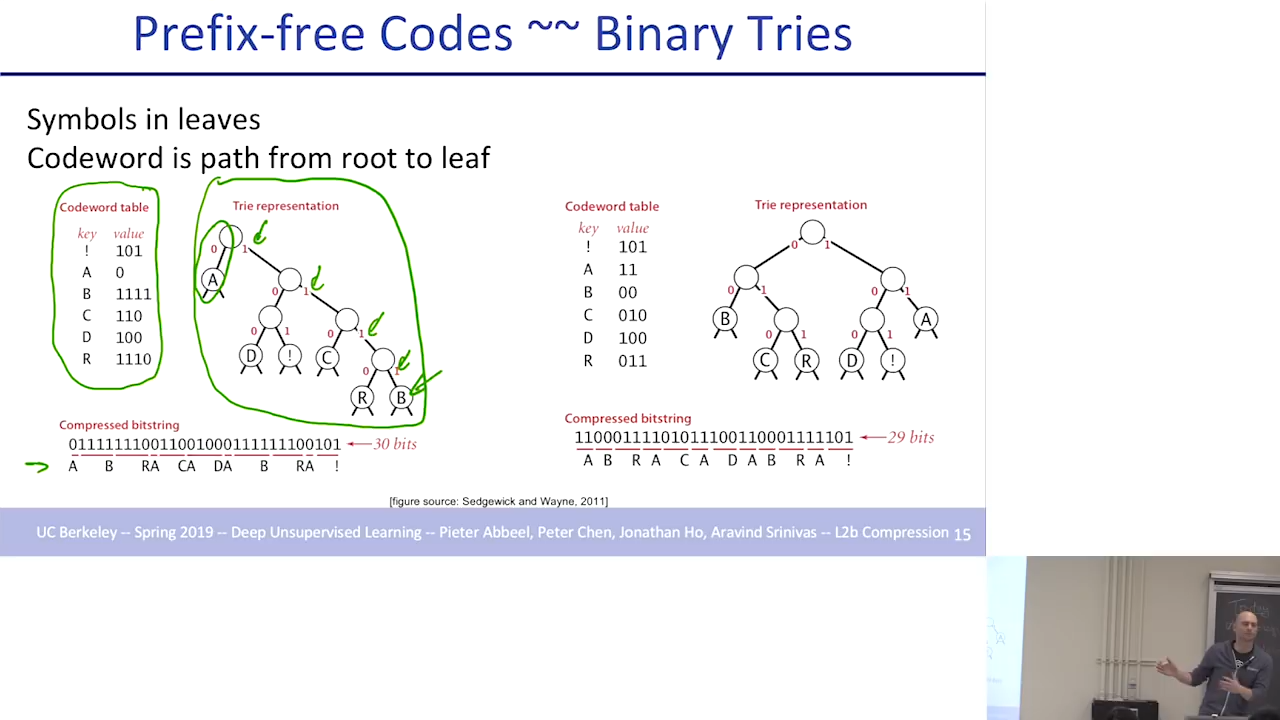 Prefix-free Codes ~~ Binary Tries
Symbols in leaves
Codeword is path from root to leaf
Codeword table
key value
! 101
A 0
B 1111
C 110
D 100
R 1110
Trie representation
0 1
A
0 1
0 1 0 1
D ! C
0 1
R B
Compressed bitstring
011111110011001000111111100101 30 bits
A B RA CA DA B RA !
Codeword table
key value
! 101
A 11
B 00
C 010
D 100
R 011
Trie representation
0 1
0 1 0 1
B A
0 1 0 1
C R D !
Compressed bitstring
11000111101011100110001111101 29 bits
A B R A C A D A B R A !
[figure source: Sedgewick and Wayne, 2011]
UC Berkeley -- Spring 2019 -- Deep Unsupervised Learning -- Pieter Abbeel, Peter Chen, Jonathan Ho, Aravind Srinivas -- L2b Compression 15